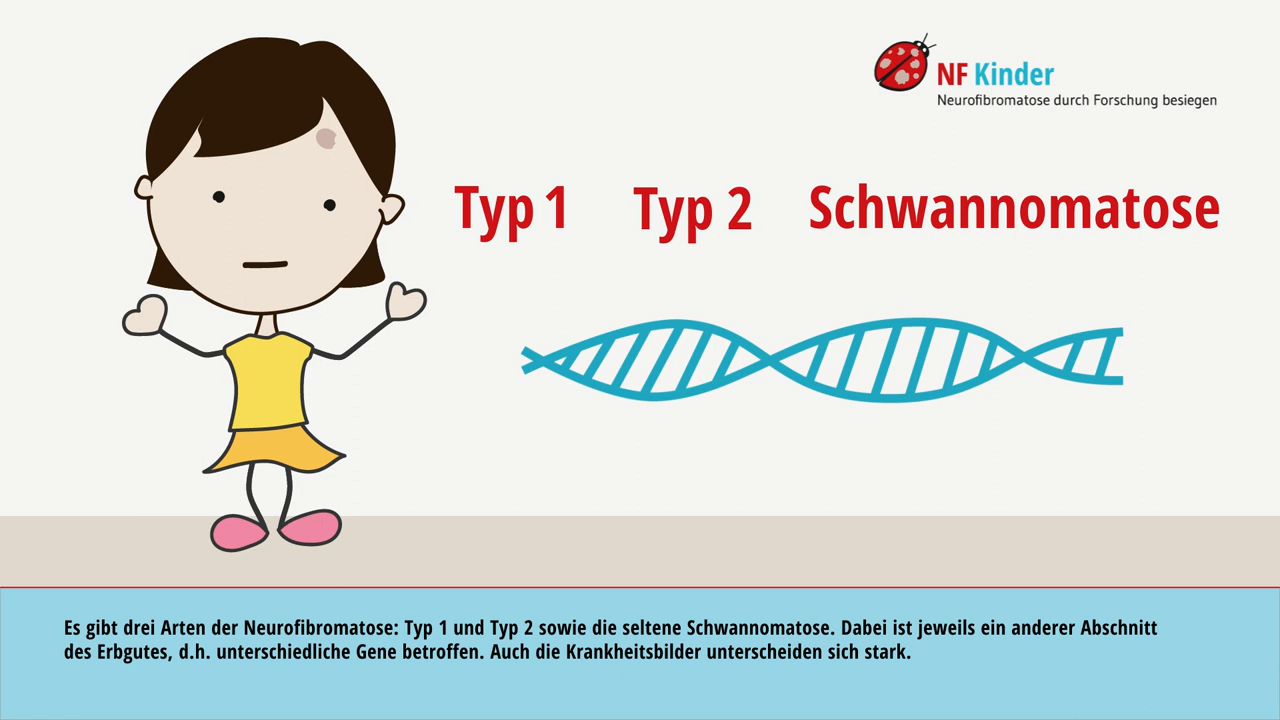 NF Kinder
Neurofibromatose durch Forschung besiegen
Typ 1 Typ 2 Schwannomatose
Es gibt drei Arten der Neurofibromatose: Typ 1 und Typ 2 sowie die seltene Schwannomatose. Dabei ist jeweils ein anderer Abschnitt
des Erbgutes, d.h. unterschiedliche Gene betroffen. Auch die Krankheitsbilder unterscheiden sich stark.